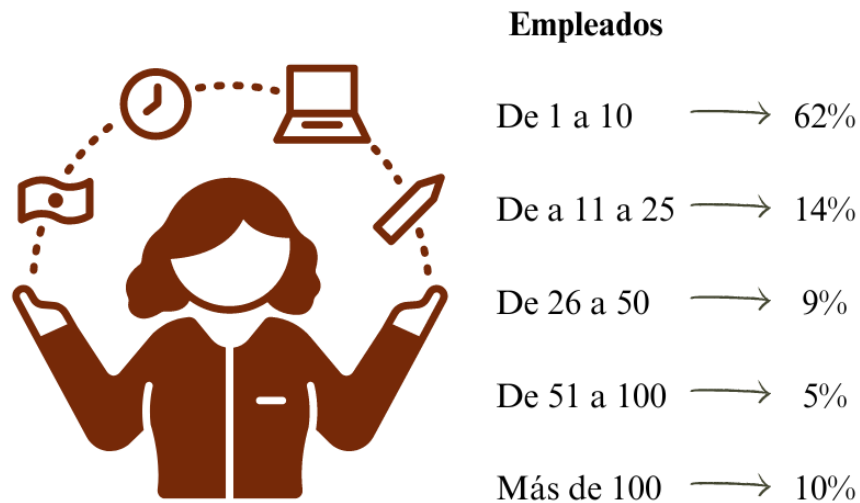 Empleados
De 1 a 10 → 62%
De a 11 a 25 → 14%
De 26 a 50 → 9%
De 51 a 100 → 5%
Más de 100 → 10%